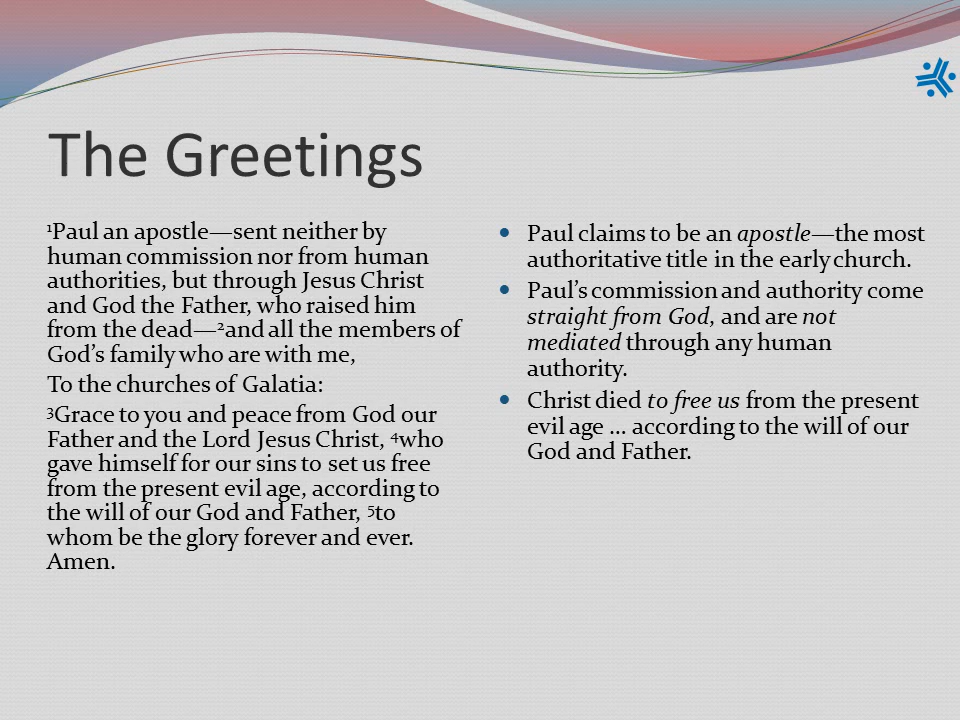 The Greetings
¹Paul an apostle—sent neither by
human commission nor from human
authorities, but through Jesus Christ
and God the Father, who raised him
from the dead—²and all the members of
God’s family who are with me,
To the churches of Galatia:
³Grace to you and peace from God our
Father and the Lord Jesus Christ, ⁴who
gave himself for our sins to set us free
from the present evil age, according to
the will of our God and Father, ⁵to
whom be the glory forever and ever.
Amen.
• Paul claims to be an apostle—the most
authoritative title in the early church.
• Paul’s commission and authority come
straight from God, and are not
mediated through any human
authority.
• Christ died to free us from the present
evil age … according to the will of our
God and Father.